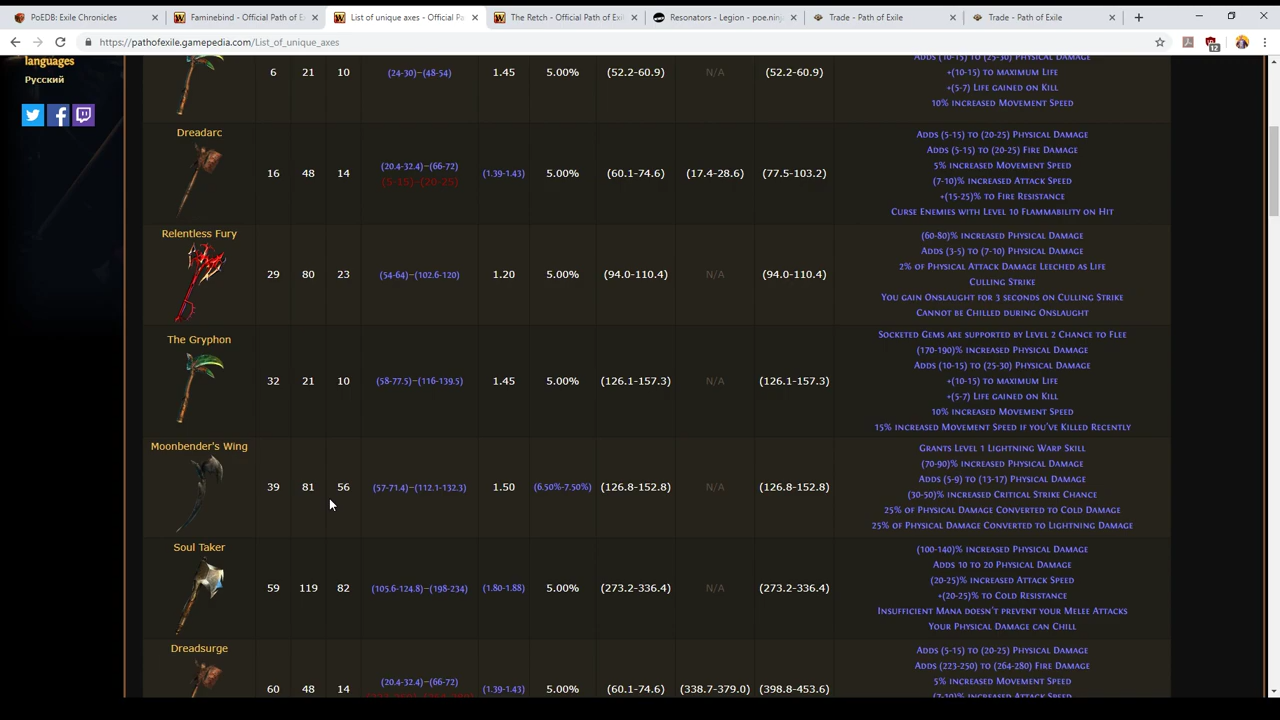 PoEDB: Exile Chronicles
Faminebind - Official Path of E
List of unique axes - Official Pa
The Retch - Official Path of Exile
Resonators - Legion - poe.ninj
Trade - Path of Exile
Trade - Path of Exile
https://pathofexile.gamepedia.com/List_of_unique_axes
12
languages
Русский
6 21 10 (24-30)–(48-54) 1.45 5.00% (52.2-60.9) N/A (52.2-60.9)
Adds (10-15) to (25-30) Physical Damage
+(10-15) to maximum Life
+(5-7) Life gained on Kill
10% increased Movement Speed
Dreadarc
16 48 14 (20.4-32.4)–(66-72) (1.39-1.43) 5.00% (60.1-74.6) (17.4-28.6) (77.5-103.2)
(5-15)–(20-25)
Adds (5-15) to (20-25) Physical Damage
Adds (5-15) to (20-25) Fire Damage
5% increased Movement Speed
(7-10)% increased Attack Speed
+(15-25)% to Fire Resistance
Curse Enemies with Level 10 Flammability on Hit
Relentless Fury
29 80 23 (54-64)–(102.6-120) 1.20 5.00% (94.0-110.4) N/A (94.0-110.4)
(60-80)% increased Physical Damage
Adds (3-5) to (7-10) Physical Damage
2% of Physical Attack Damage Leeched as Life
Culling Strike
You gain Onslaught for 3 seconds on Culling Strike
Cannot be Chilled during Onslaught
The Gryphon
32 21 10 (58-77.5)–(116-139.5) 1.45 5.00% (126.1-157.3) N/A (126.1-157.3)
Socketed Gems are Supported by Level 2 Chance to Flee
(170-190)% increased Physical Damage
Adds (10-15) to (25-30) Physical Damage
+(10-15) to maximum Life
+(5-7) Life gained on Kill
10% increased Movement Speed
15% increased Movement Speed if you've Killed Recently
Moonbender's Wing
39 81 56 (57-71.4)–(112.1-132.3) 1.50 (6.50%-7.50%) (126.8-152.8) N/A (126.8-152.8)
Grants Level 1 Lightning Warp Skill
(70-90)% increased Physical Damage
Adds (5-9) to (13-17) Physical Damage
(30-50)% increased Critical Strike Chance
25% of Physical Damage Converted to Cold Damage
25% of Physical Damage Converted to Lightning Damage
Soul Taker
59 119 82 (105.6-124.8)–(198-234) (1.80-1.88) 5.00% (273.2-336.4) N/A (273.2-336.4)
(100-140)% increased Physical Damage
Adds 10 to 20 Physical Damage
(20-25)% increased Attack Speed
+(20-25)% to Cold Resistance
Insufficient Mana doesn't prevent your Melee Attacks
Your Physical Damage can Chill
Dreadsurge
60 48 14 (20.4-32.4)–(66-72) (1.39-1.43) 5.00% (60.1-74.6) (338.7-379.0) (398.8-453.6)
Adds (5-15) to (20-25) Physical Damage
Adds (223-250) to (264-280) Fire Damage
5% increased Movement Speed